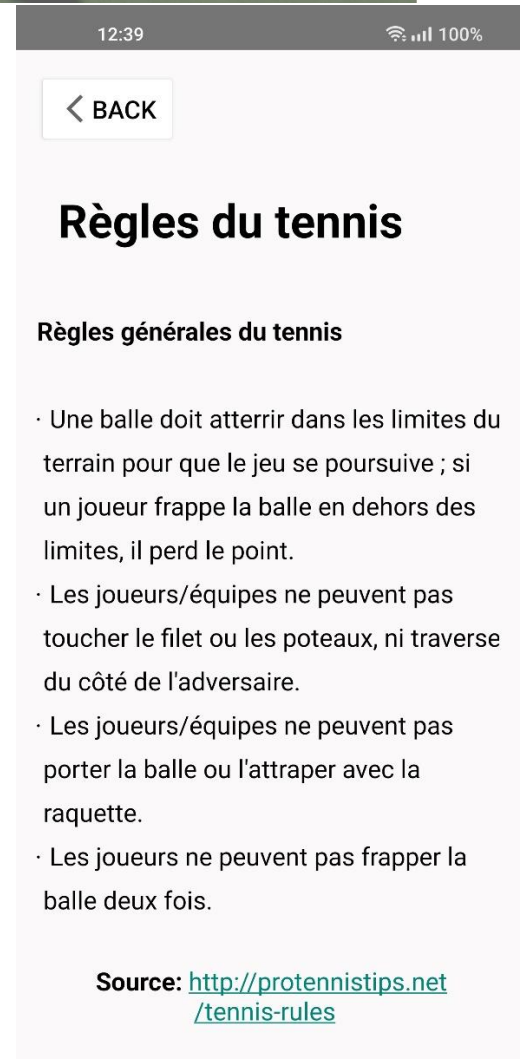 12:39 100%
BACK
Règles du tennis
Règles générales du tennis
· Une balle doit atterrir dans les limites du
terrain pour que le jeu se poursuive ; si
un joueur frappe la balle en dehors des
limites, il perd le point.
· Les joueurs/équipes ne peuvent pas
toucher le filet ou les poteaux, ni traverse
du côté de l'adversaire.
· Les joueurs/équipes ne peuvent pas
porter la balle ou l'attraper avec la
raquette.
· Les joueurs ne peuvent pas frapper la
balle deux fois.
Source: http://protennistips.net
/tennis-rules